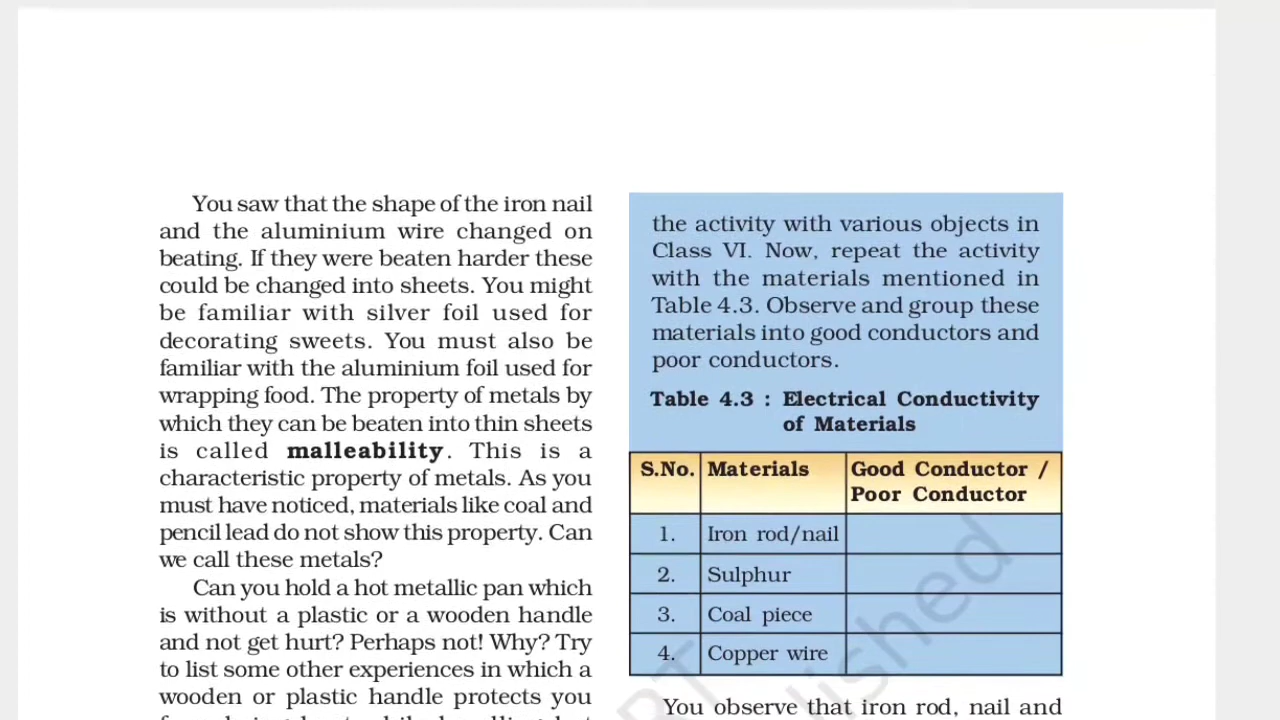 You saw that the shape of the iron nail
and the aluminium wire changed on
beating. If they were beaten harder these
could be changed into sheets. You might
be familiar with silver foil used for
decorating sweets. You must also be
familiar with the aluminium foil used for
wrapping food. The property of metals by
which they can be beaten into thin sheets
is called malleability. This is a
characteristic property of metals. As you
must have noticed, materials like coal and
pencil lead do not show this property. Can
we call these metals?
Can you hold a hot metallic pan which
is without a plastic or a wooden handle
and not get hurt? Perhaps not! Why? Try
to list some other experiences in which a
wooden or plastic handle protects you
the activity with various objects in
Class VI. Now, repeat the activity
with the materials mentioned in
Table 4.3. Observe and group these
materials into good conductors and
poor conductors.
Table 4.3 : Electrical Conductivity
of Materials
S.No. Materials Good Conductor /
Poor Conductor
1. Iron rod/nail
2. Sulphur
3. Coal piece
4. Copper wire
You observe that iron rod, nail and